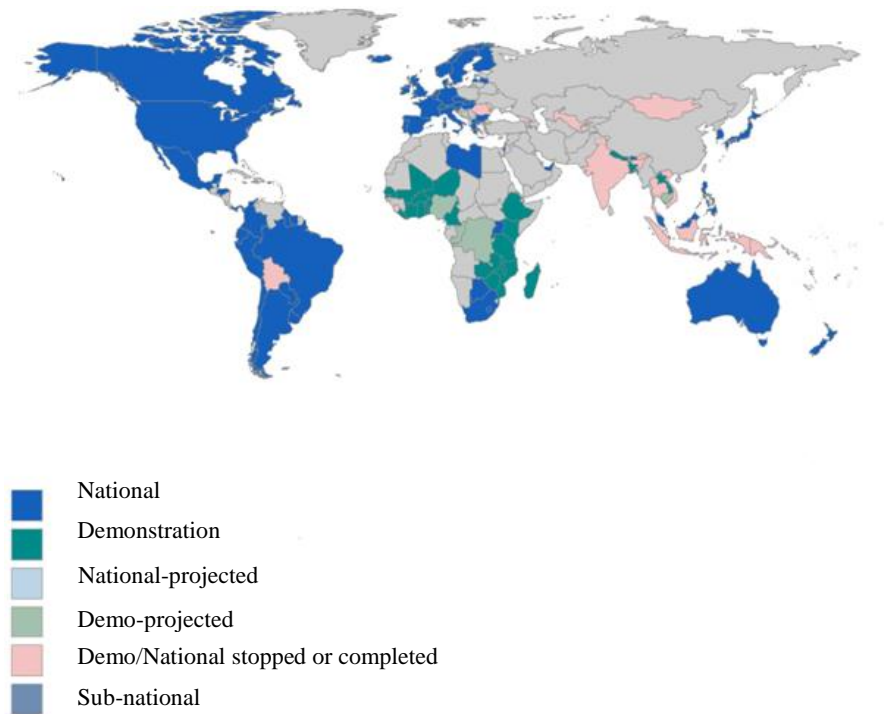 National
Demonstration
National-projected
Demo-projected
Demo/National stopped or completed
Sub-national